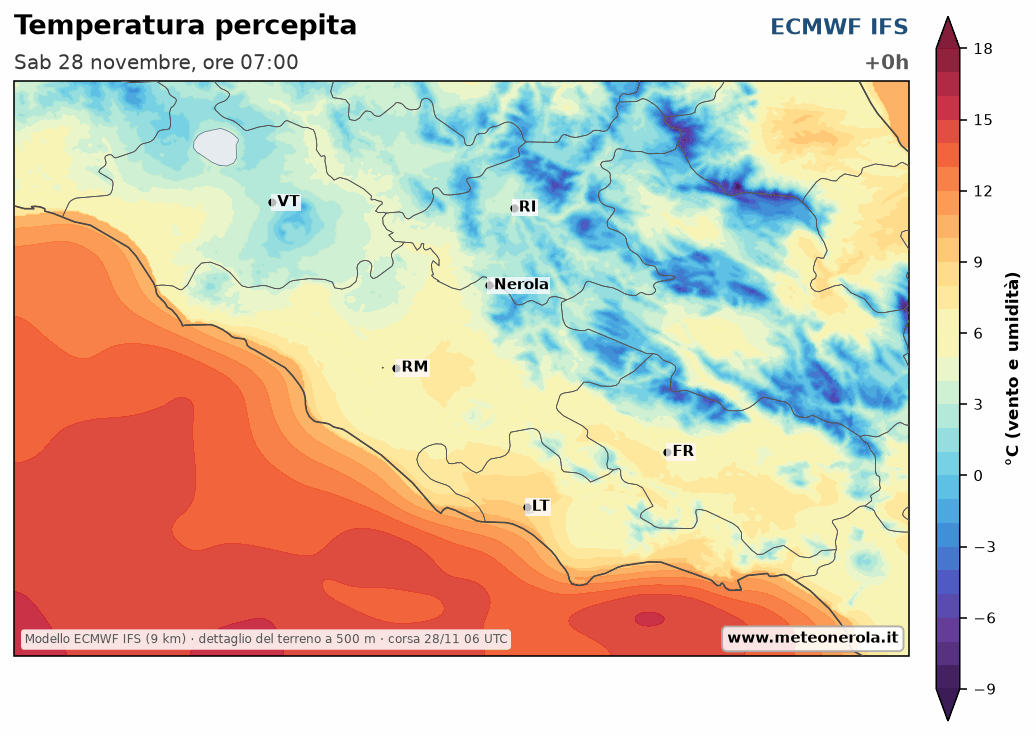 Temperatura percepita
ECMWF IFS
Sab 28 novembre, ore 07:00
+0h
VT
RI
Nerola
RM
FR
LT
Modello ECMWF IFS (9 km) · dettaglio del terreno a 500 m · corsa 28/11 06 UTC
www.meteonerola.it
18
15
12
9
6
3
0
−3
−6
−9
°C (vento e umidità)